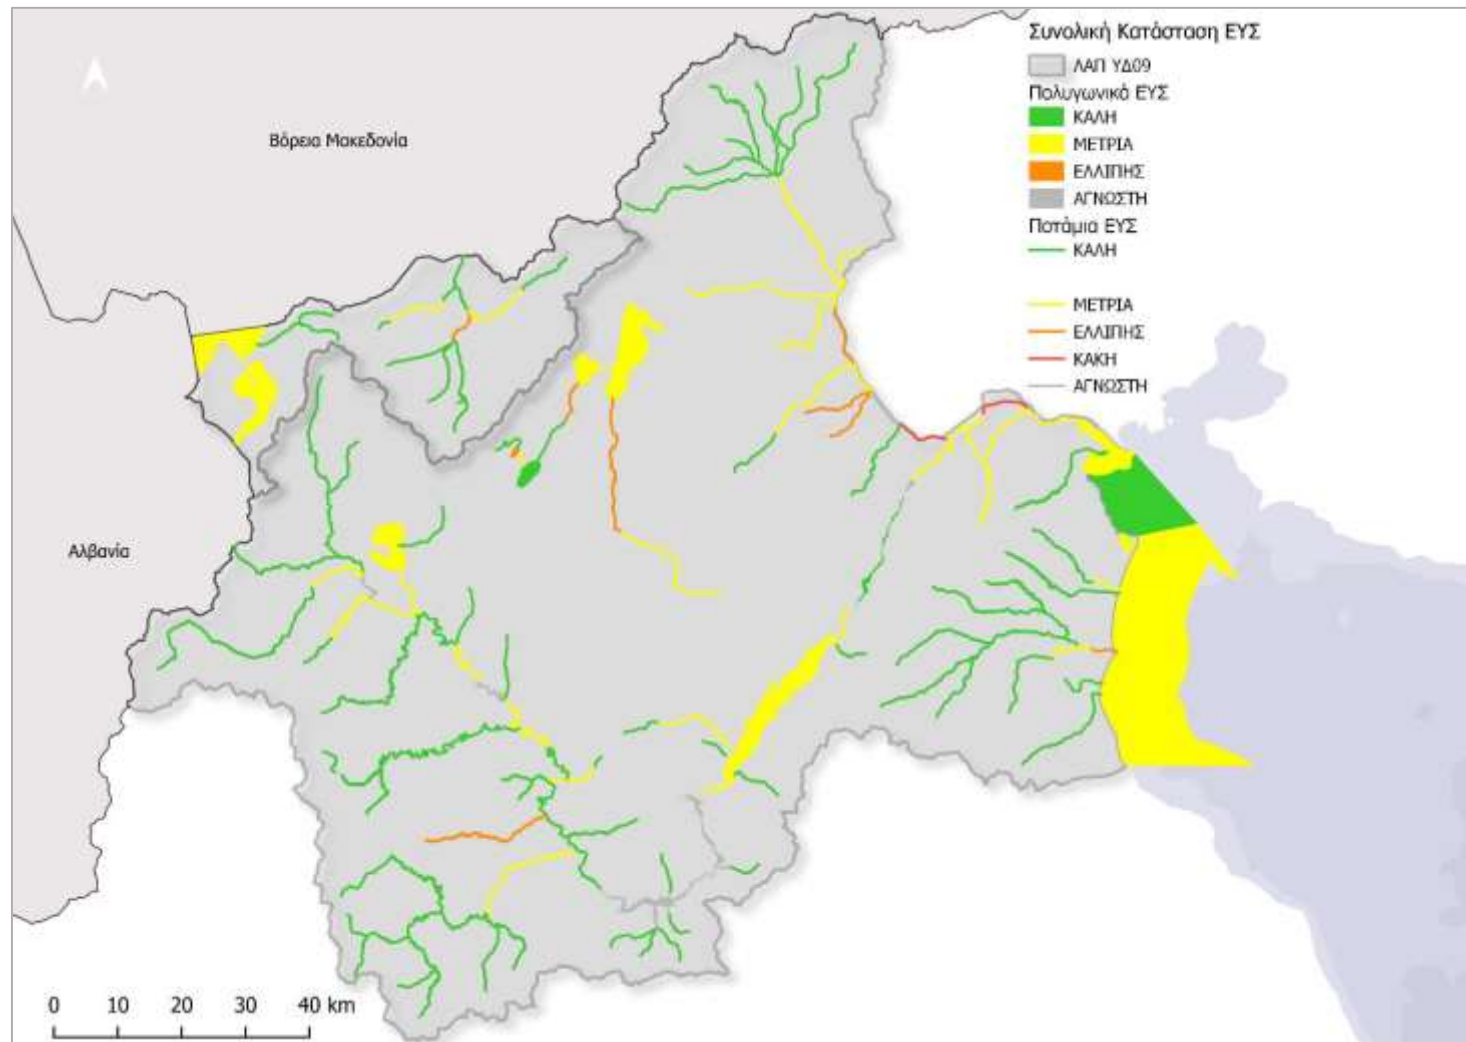 Συνολική Κατάσταση ΕΥΣ
ΛΑΠ ΥΔ09
Πολυγωνικά ΕΥΣ
ΚΑΛΗ
ΜΕΤΡΙΑ
ΕΛΛΙΠΗΣ
ΑΓΝΩΣΤΗ
Ποτάμια ΕΥΣ
ΚΑΛΗ
ΜΕΤΡΙΑ
ΕΛΛΙΠΗΣ
ΚΑΚΗ
ΑΓΝΩΣΤΗ
Βόρεια Μακεδονία
Αλβανία
0 10 20 30 40 km